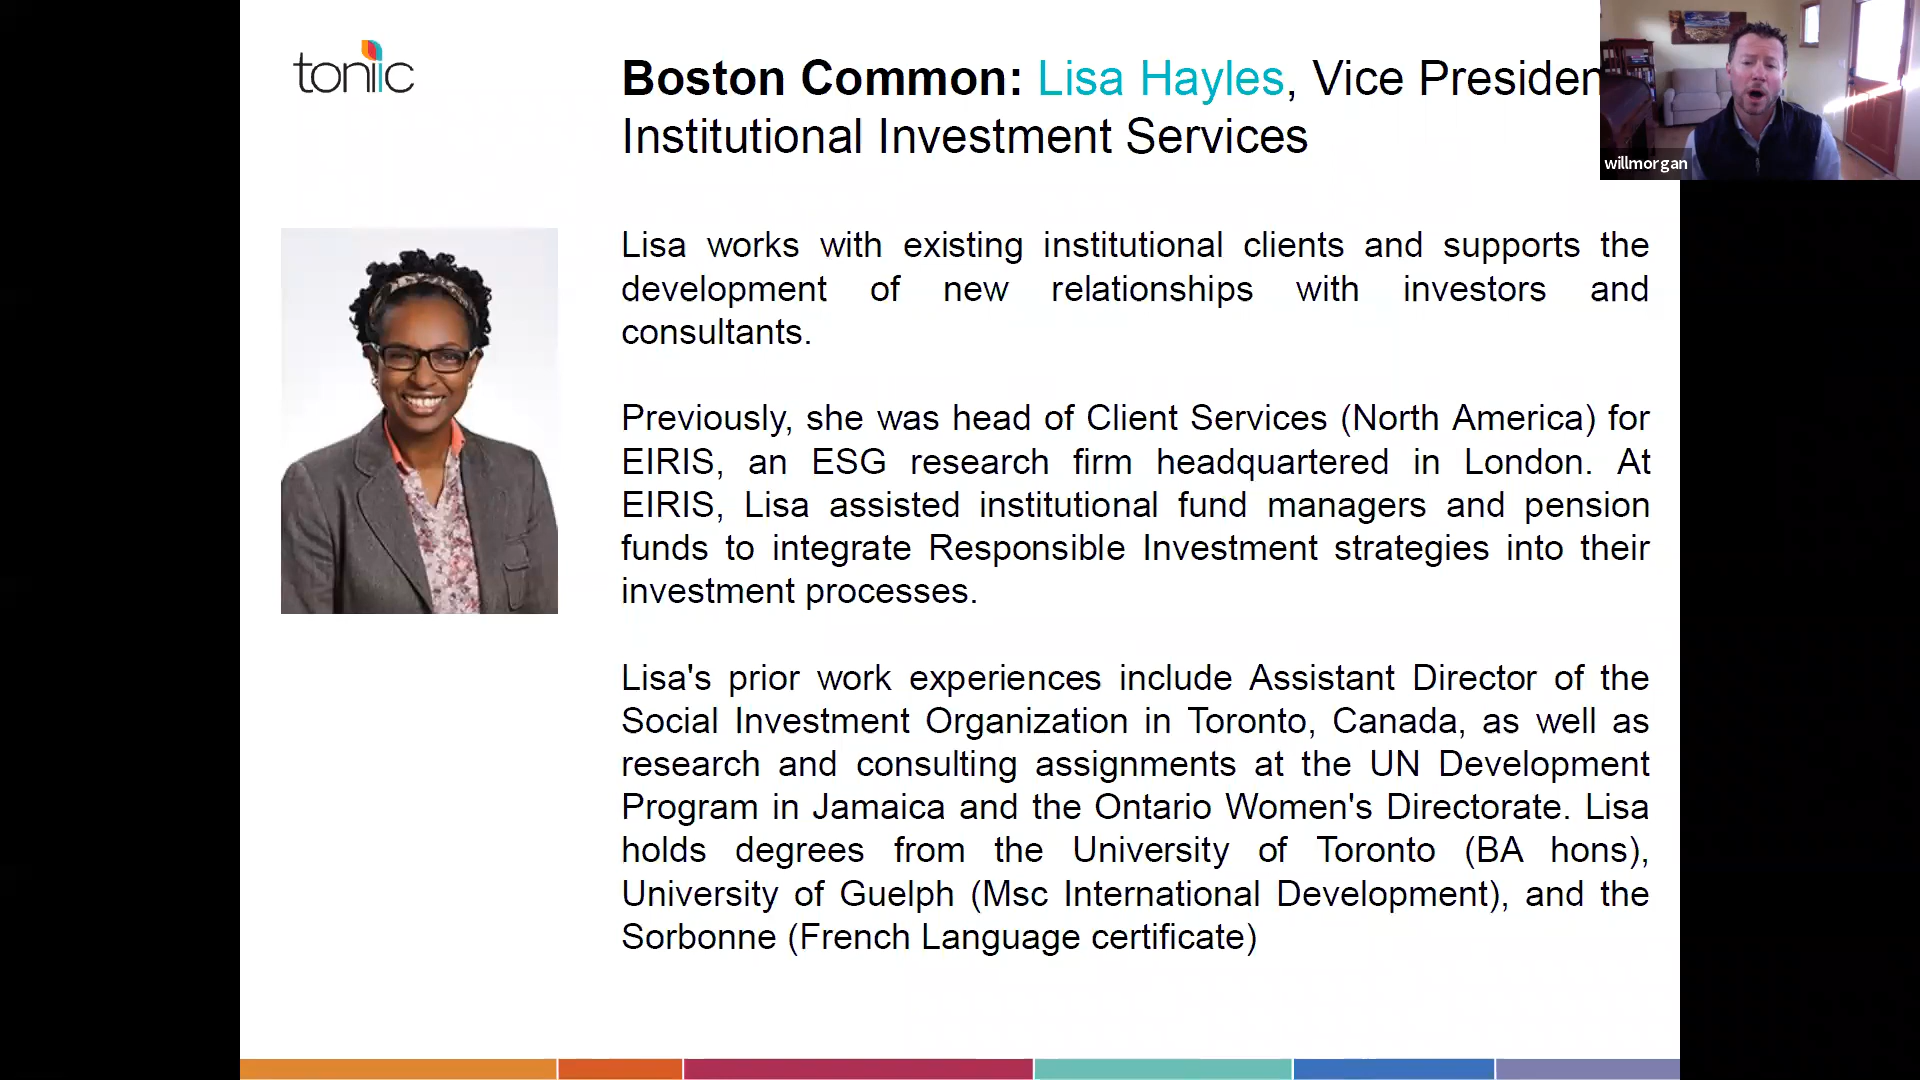 toniic
Boston Common: Lisa Hayles, Vice Presiden
Institutional Investment Services
willmorgan
Lisa works with existing institutional clients and supports the
development of new relationships with investors and
consultants.
Previously, she was head of Client Services (North America) for
EIRIS, an ESG research firm headquartered in London. At
EIRIS, Lisa assisted institutional fund managers and pension
funds to integrate Responsible Investment strategies into their
investment processes.
Lisa's prior work experiences include Assistant Director of the
Social Investment Organization in Toronto, Canada, as well as
research and consulting assignments at the UN Development
Program in Jamaica and the Ontario Women's Directorate. Lisa
holds degrees from the University of Toronto (BA hons),
University of Guelph (Msc International Development), and the
Sorbonne (French Language certificate)